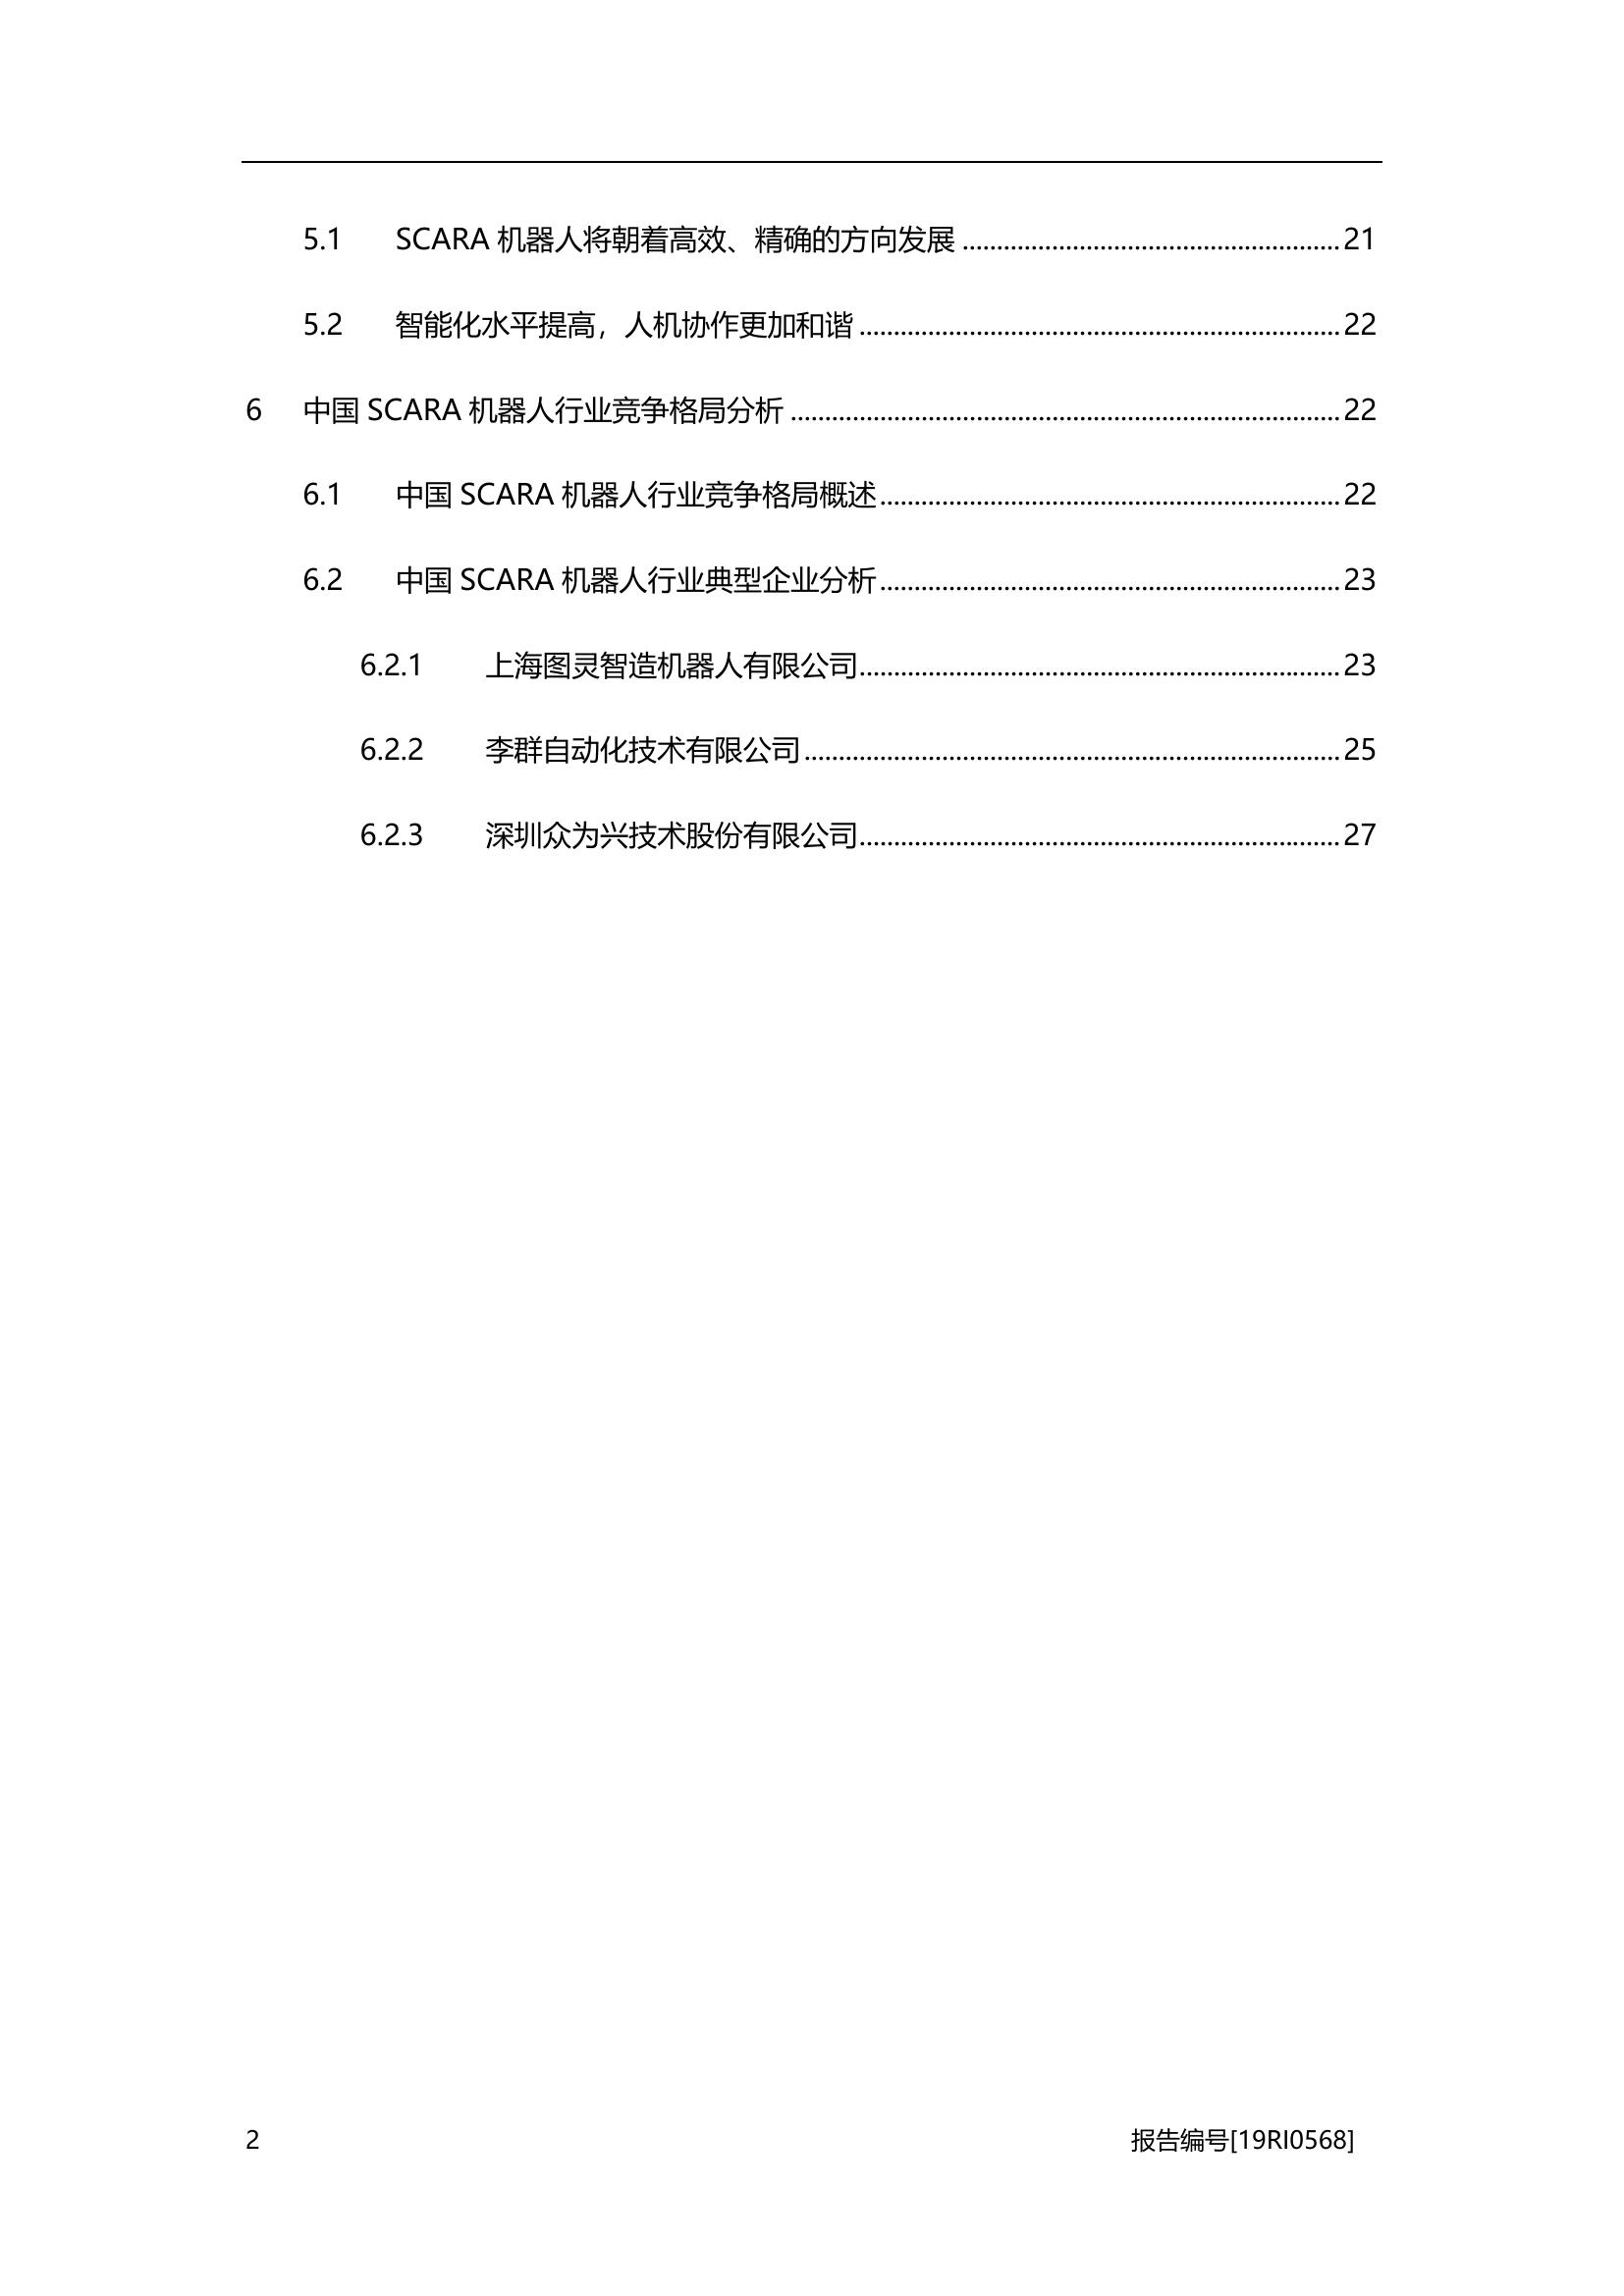 5.1 SCARA 机器人将朝着高效、精确的方向发展 ........................................................ 21
5.2 智能化水平提高，人机协作更加和谐 ........................................................................ 22
6 中国 SCARA 机器人行业竞争格局分析 .................................................................................. 22
6.1 中国 SCARA 机器人行业竞争格局概述 ..................................................................... 22
6.2 中国 SCARA 机器人行业典型企业分析 ..................................................................... 23
6.2.1 上海图灵智造机器人有限公司 ........................................................................ 23
6.2.2 李群自动化技术有限公司 ................................................................................ 25
6.2.3 深圳众为兴技术股份有限公司 ........................................................................ 27
2 报告编号[19RI0568]